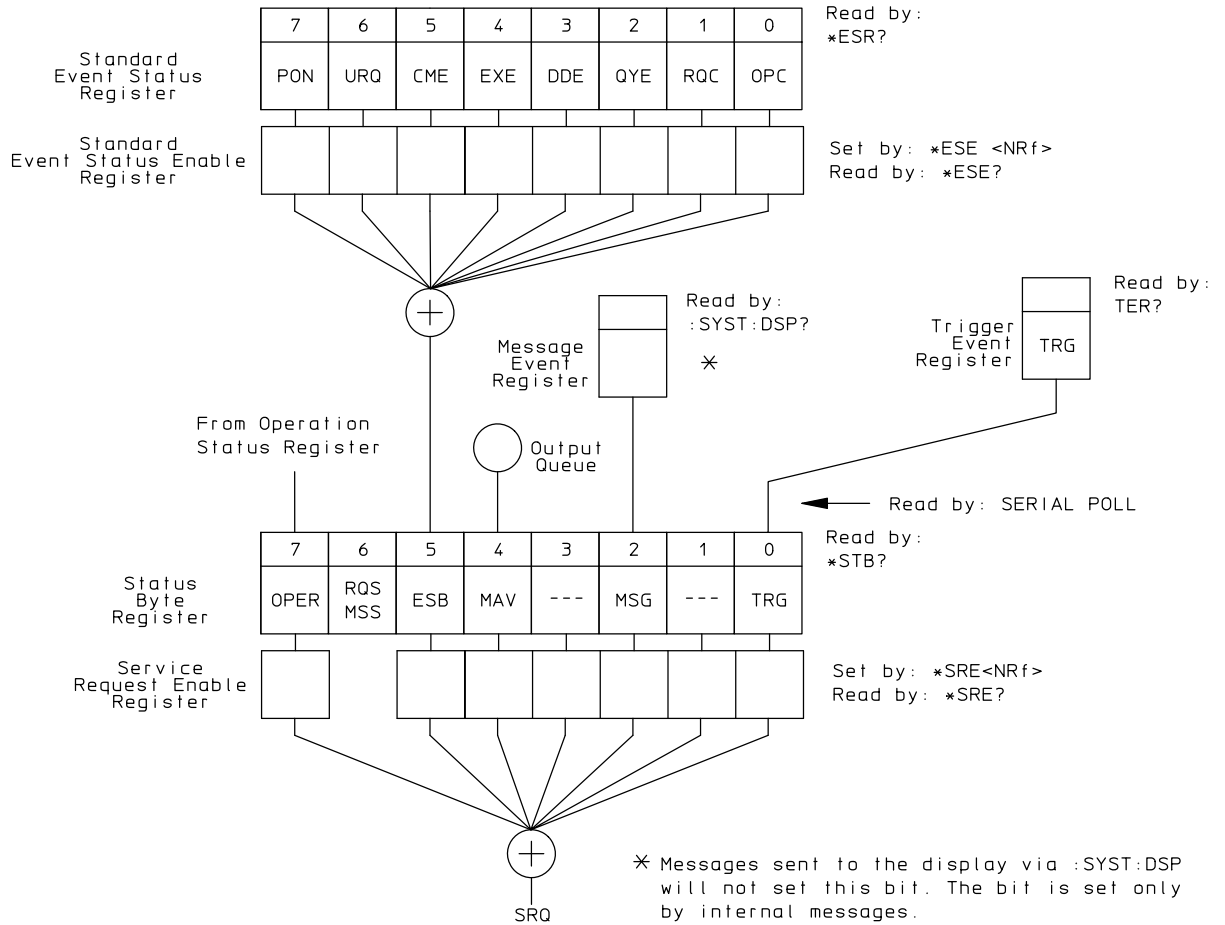 7 6 5 4 3 2 1 0
Read by:
*ESR?
Standard
Event Status
Register
PON URQ CME EXE DDE QYE RQC OPC
Standard
Event Status Enable
Register
Set by: *ESE <NRf>
Read by: *ESE?
Read by:
:SYST:DSP?
Message
Event
Register
*
Read by:
TER?
Trigger
Event
Register
TRG
From Operation
Status Register
Output
Queue
Read by: SERIAL POLL
7 6 5 4 3 2 1 0
Read by:
*STB?
Status
Byte
Register
OPER RQS MSS ESB MAV --- MSG --- TRG
Service
Request Enable
Register
Set by: *SRE<NRf>
Read by: *SRE?
SRQ
* Messages sent to the display via :SYST:DSP
will not set this bit. The bit is set only
by internal messages.